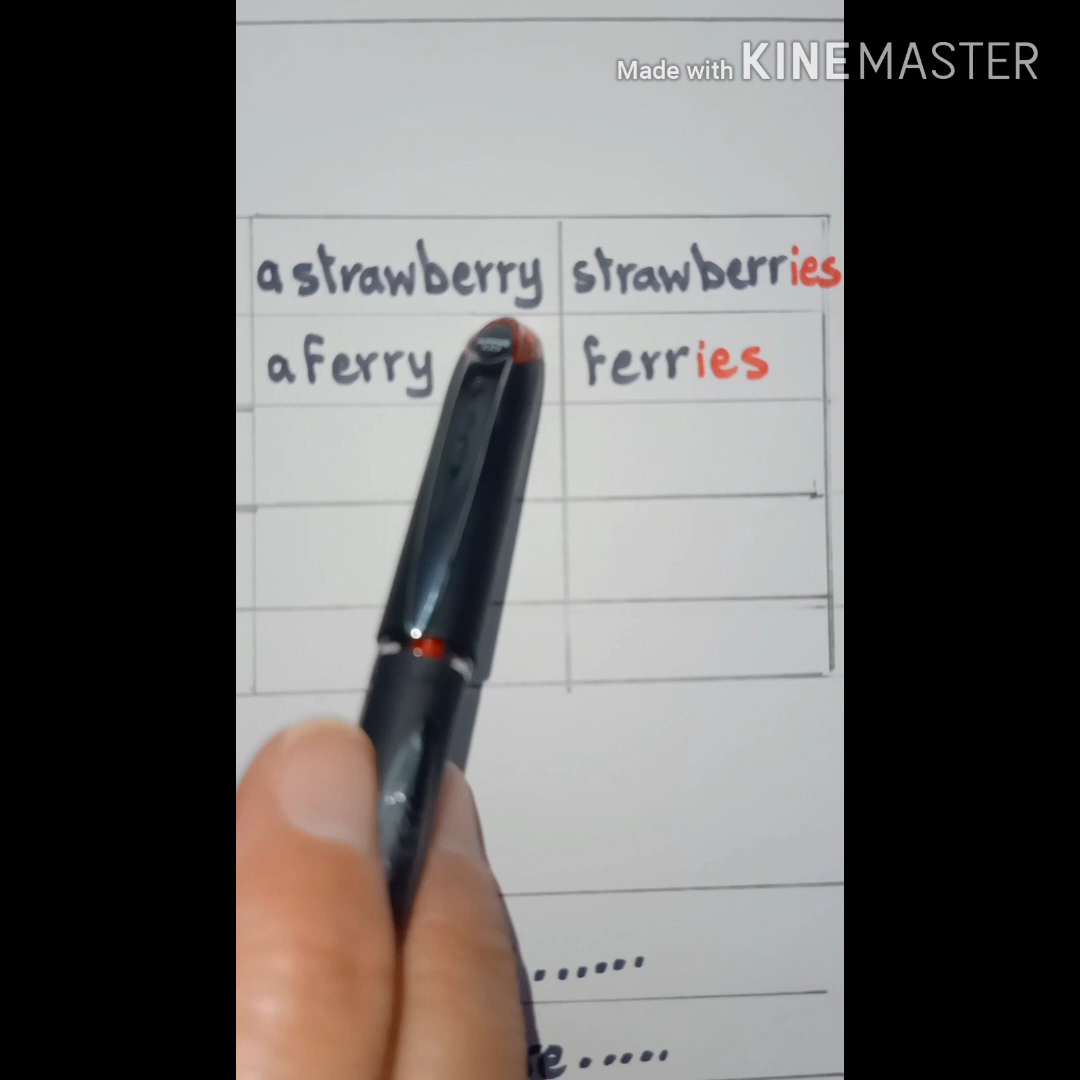 Made with KINEMASTER
a strawberry strawberries
a ferry ferries
.......
.....